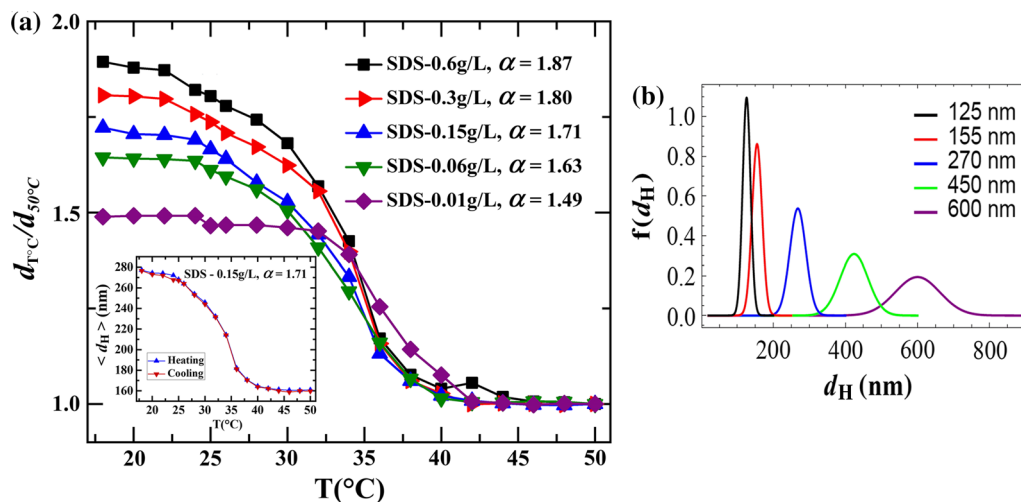 (a)
2.0
1.5
1.0
d_T°C/d_50°C
SDS-0.6g/L, α = 1.87
SDS-0.3g/L, α = 1.80
SDS-0.15g/L, α = 1.71
SDS-0.06g/L, α = 1.63
SDS-0.01g/L, α = 1.49
SDS - 0.15g/L, α = 1.71
280
260
240
220
200
180
160
< d_H > (nm)
Heating
Cooling
20 25 30 35 40 45 50
T(°C)
20 25 30 35 40 45 50
T(°C)
(b)
125 nm
155 nm
270 nm
450 nm
600 nm
1.0
0.8
0.6
0.4
0.2
0.0
f(d_H)
200 400 600 800
d_H (nm)